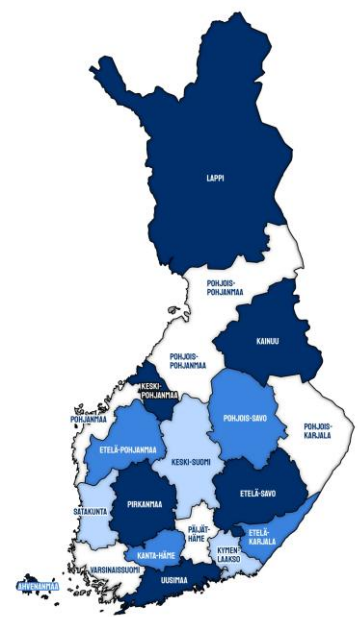 LAPPI
POHJOIS-
POHJANMAA
KAINUU
POHJOIS-
POHJANMAA
KESKI-
POHJANMAA
POHJANMAA
POHJOIS-SAVO
POHJOIS-
KARJALA
ETELÄ-POHJANMAA
KESKI-SUOMI
ETELÄ-SAVO
PIRKANMAA
SATAKUNTA
PÄIJÄT-
HÄME
ETELÄ-
KARJALA
KYMEN-
LAAKSO
KANTA-HÄME
VARSINAISSUOMI
UUSIMAA
AHVENANMAA